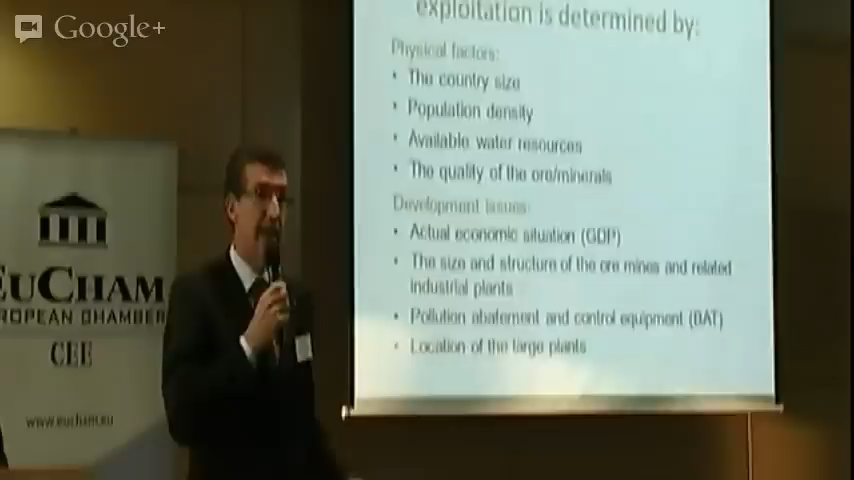 Google+
exploitation is determined by:
Physical factors:
• The country size
• Population density
• Available water resources
• The quality of the ore/minerals
Development issues:
• Actual economic situation (GDP)
• The size and structure of the ore mines and related
industrial plants
• Pollution abatement and control equipment (BAT)
• Location of the large plants
EUCHAM
ROPEAN CHAMBER
CEE
www.eucham.eu